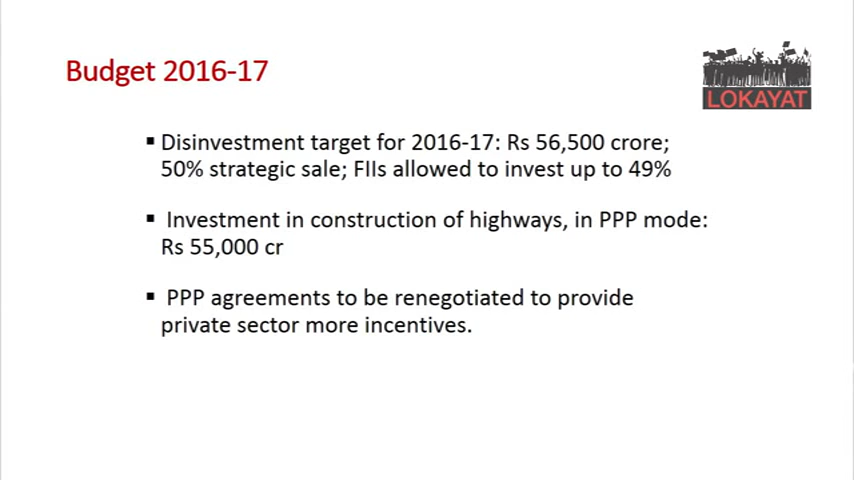 Budget 2016-17
LOKAYAT
▪ Disinvestment target for 2016-17: Rs 56,500 crore;
50% strategic sale; FIIs allowed to invest up to 49%
▪ Investment in construction of highways, in PPP mode:
Rs 55,000 cr
▪ PPP agreements to be renegotiated to provide
private sector more incentives.